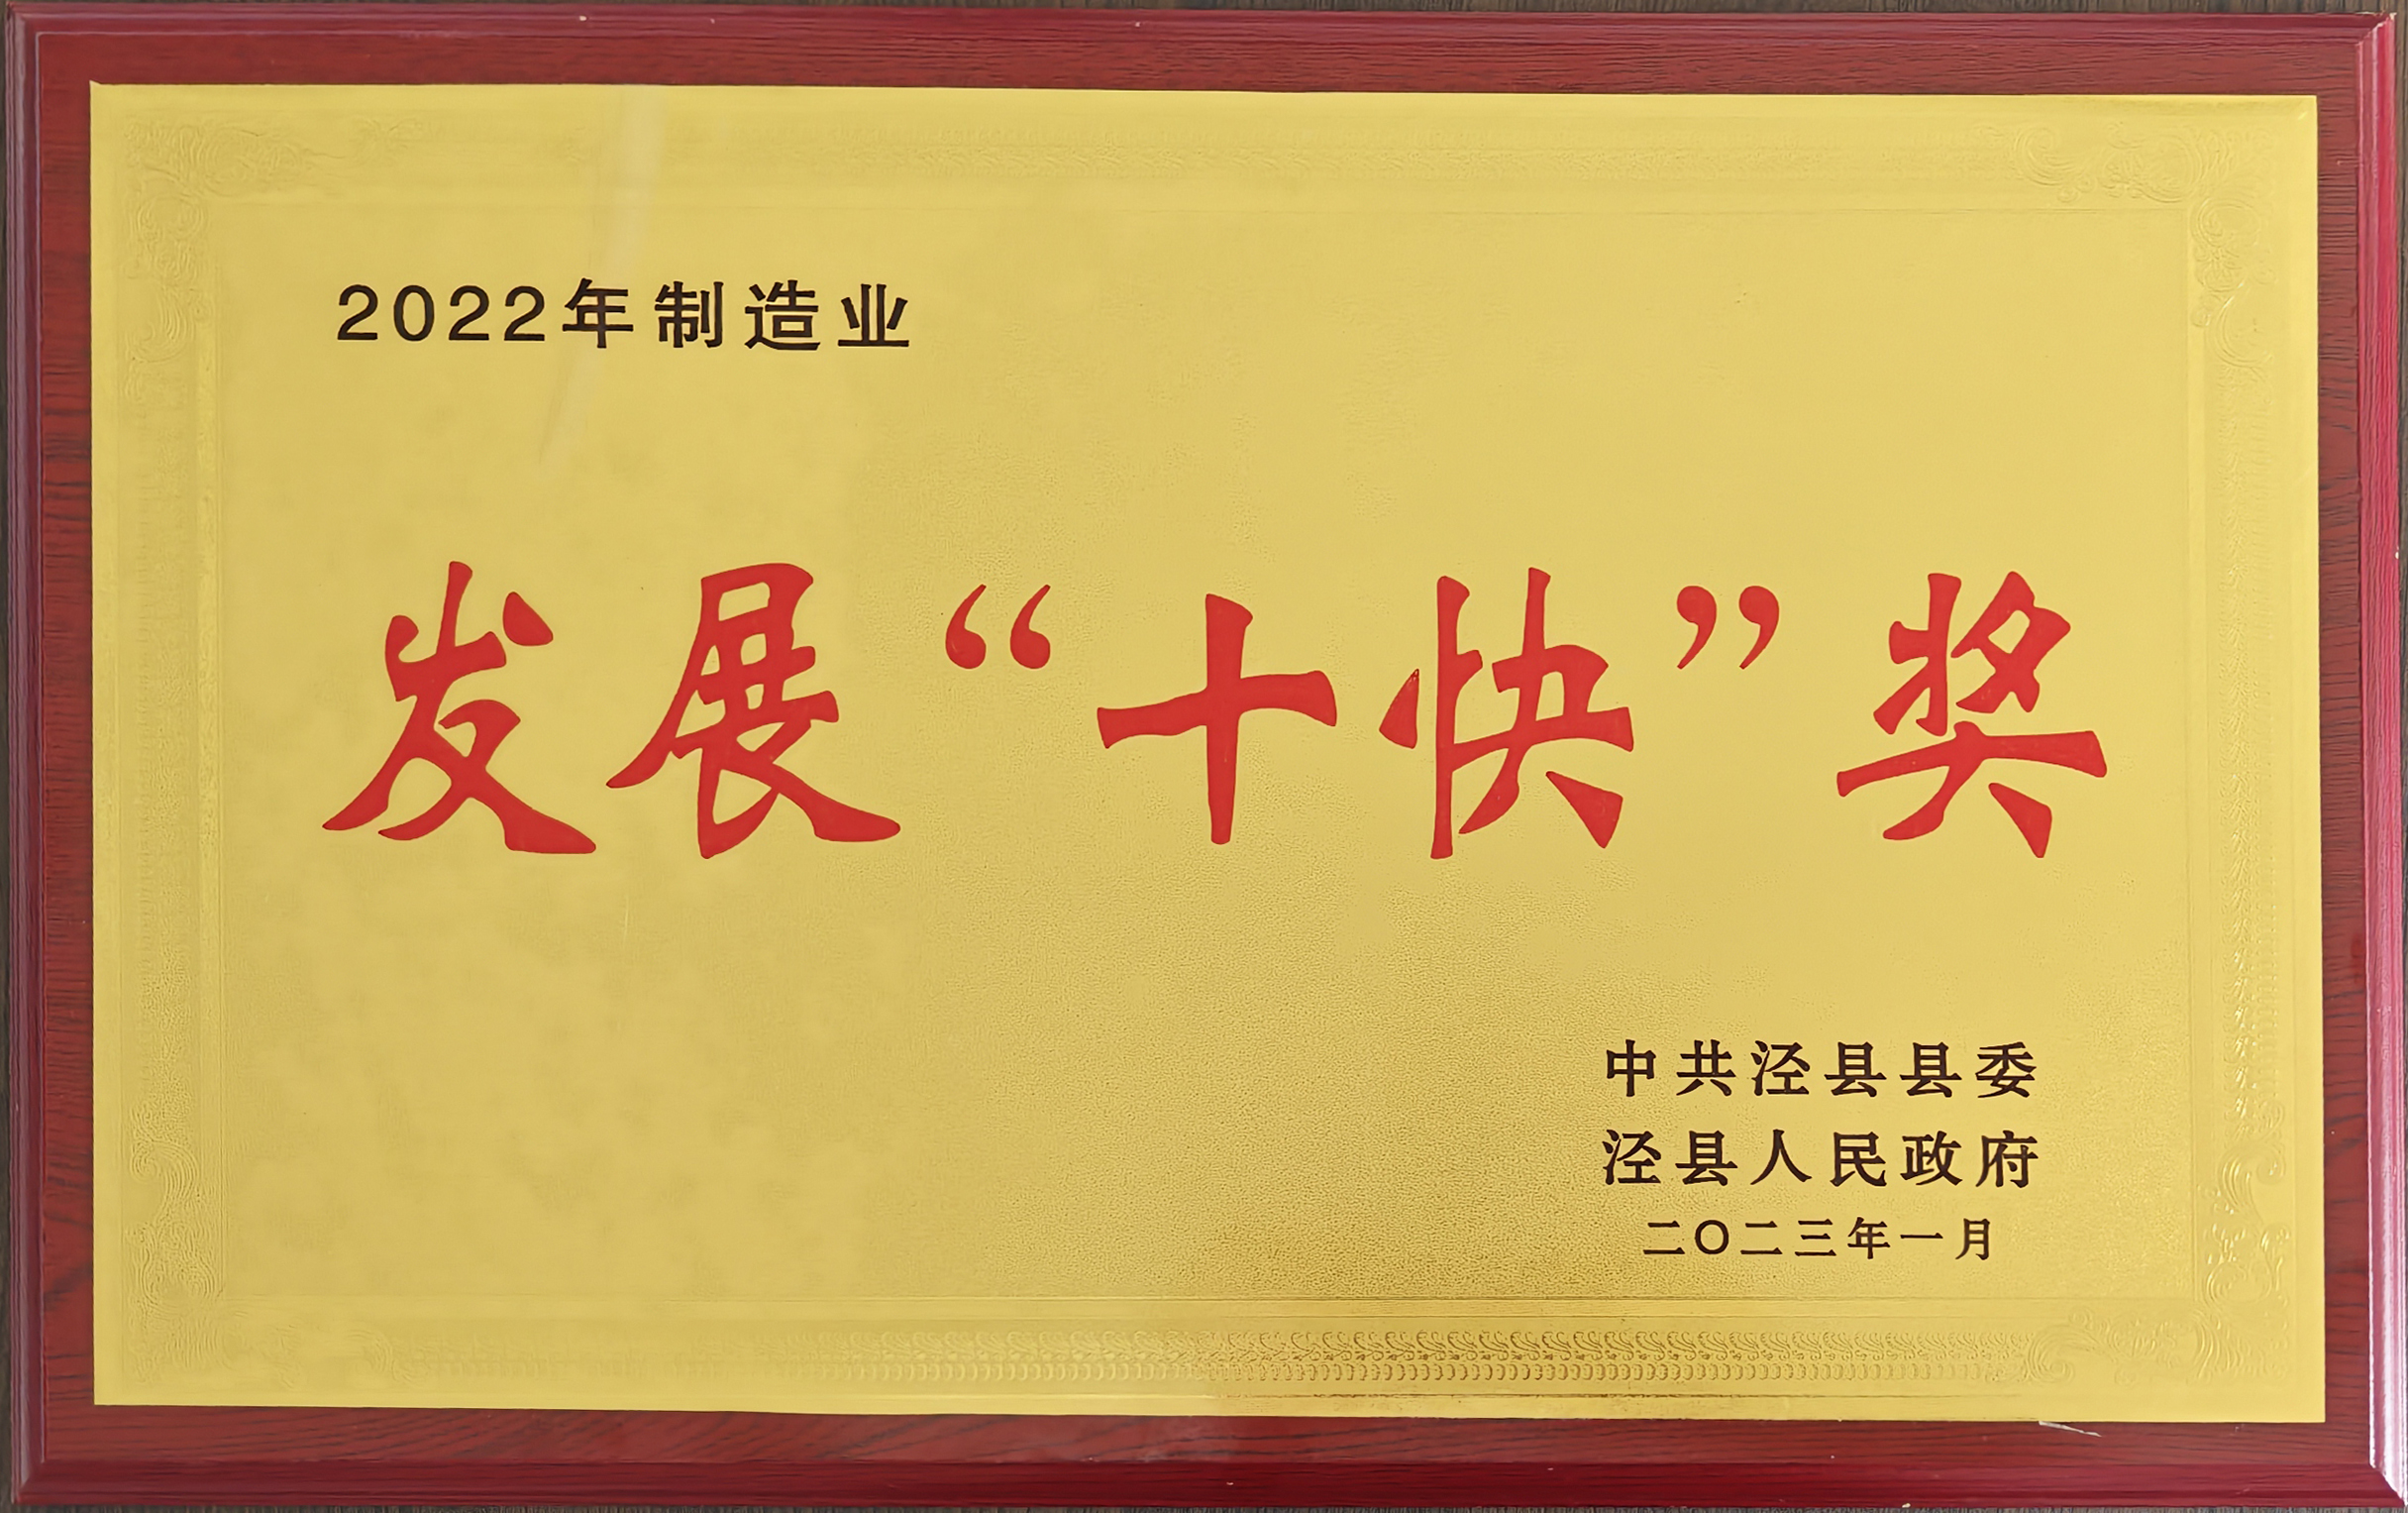 2022年制造业
发展“十快”奖
中共泾县县委
泾县人民政府
二〇二三年一月